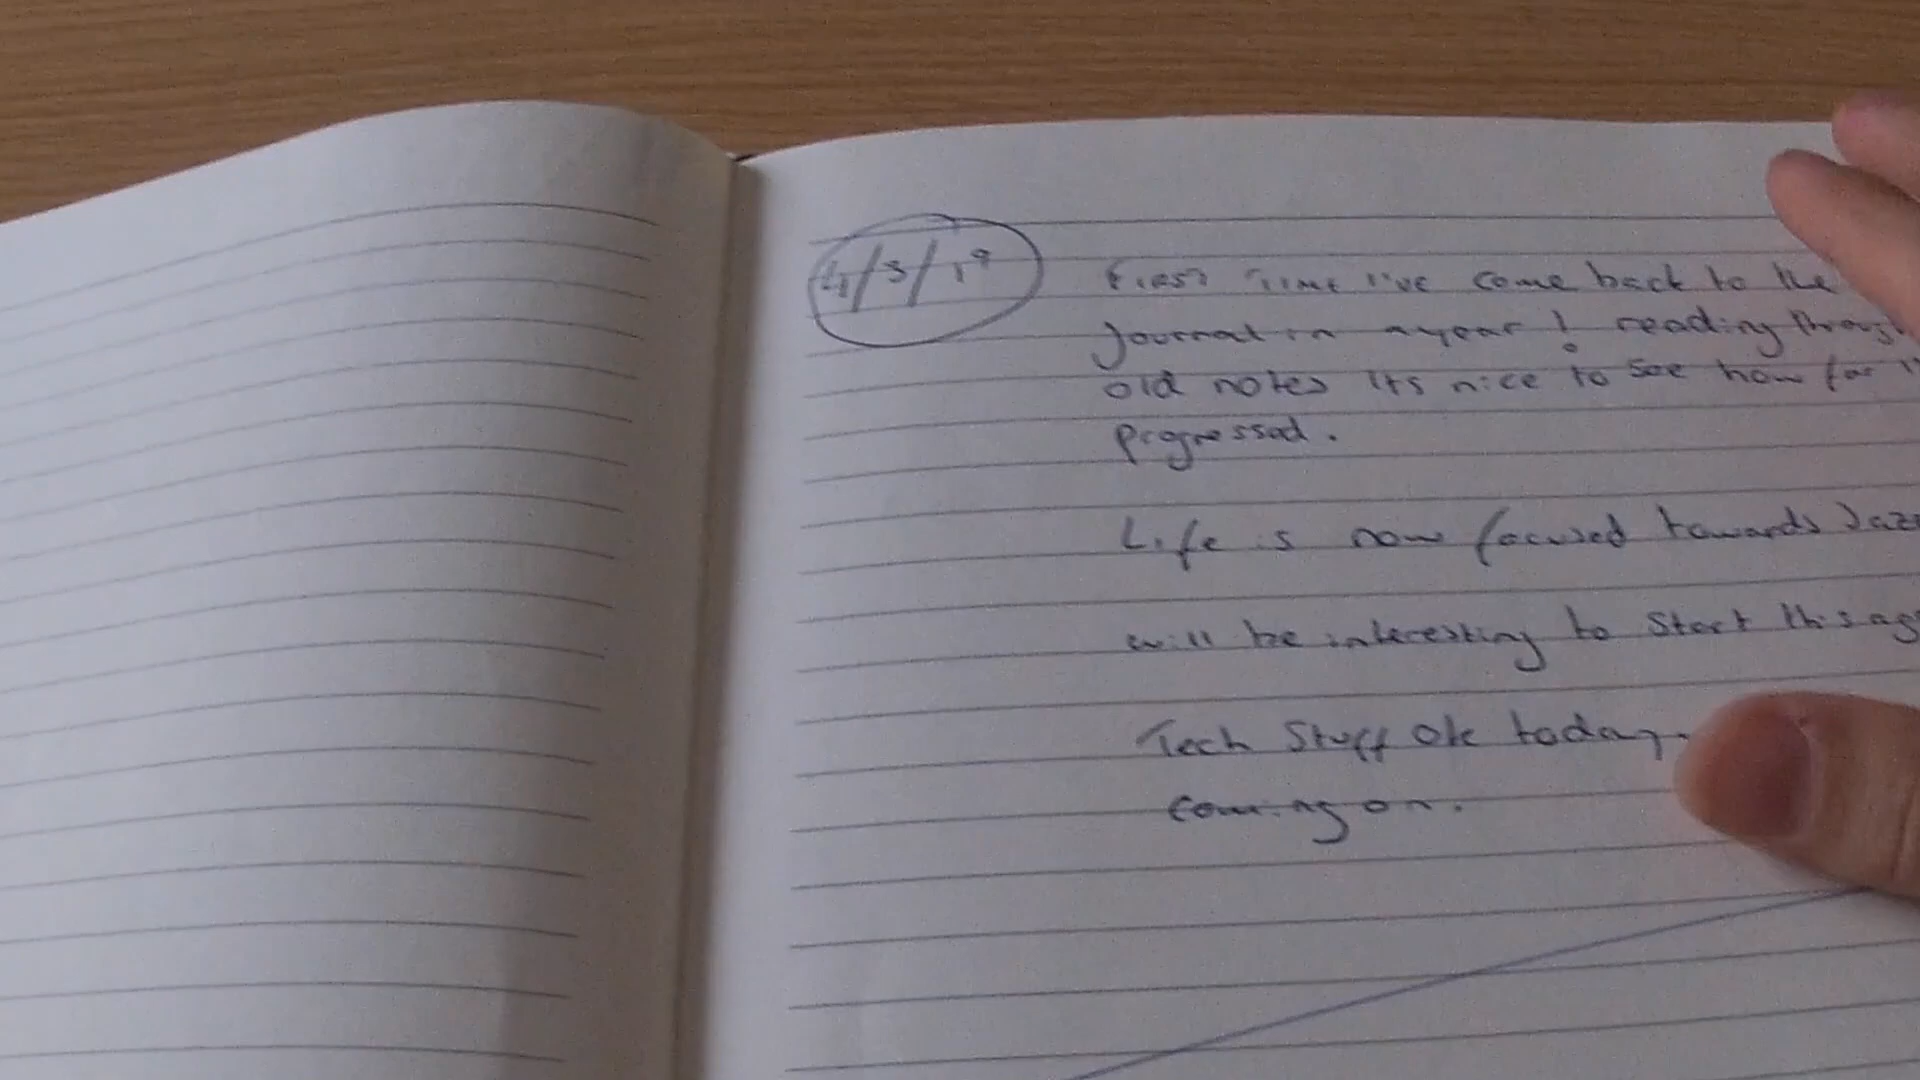 4/3/19
First Time I've come back to the
Journal in a year! reading through
old notes its nice to see how far
progressed.
Life is now focused towards Jazz
will be interesting to Start this
Tech Stuff Ok today.
coming on.